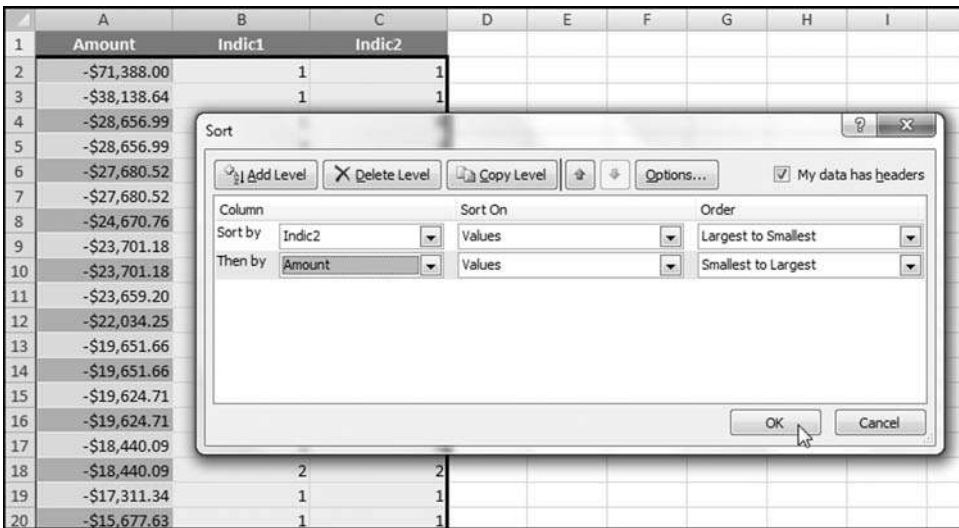 A B C D E F G H I
1 Amount Indic1 Indic2
2 -$71,388.00 1 1
3 -$38,138.64 1 1
4 -$28,656.99
5 -$28,656.99
6 -$27,680.52
7 -$27,680.52
8 -$24,670.76
9 -$23,701.18
10 -$23,701.18
11 -$23,659.20
12 -$22,034.25
13 -$19,651.66
14 -$19,651.66
15 -$19,624.71
16 -$19,624.71
17 -$18,440.09
18 -$18,440.09 2 2
19 -$17,311.34 1 1
20 -$15,677.63 1 1
Sort ?
Add Level Delete Level Copy Level Options... My data has headers
Column Sort On Order
Sort by Indic2 Values Largest to Smallest
Then by Amount Values Smallest to Largest
OK Cancel